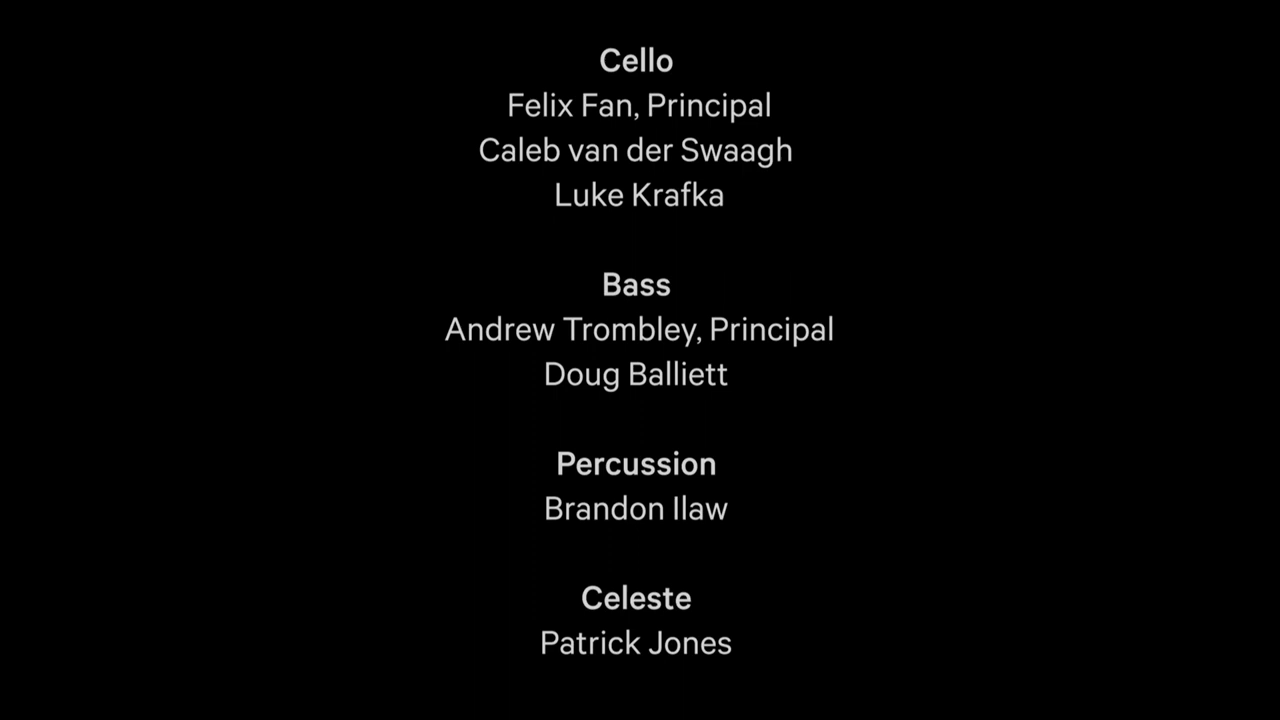 Cello
Felix Fan, Principal
Caleb van der Swaagh
Luke Krafka
Bass
Andrew Trombley, Principal
Doug Balliett
Percussion
Brandon Ilaw
Celeste
Patrick Jones